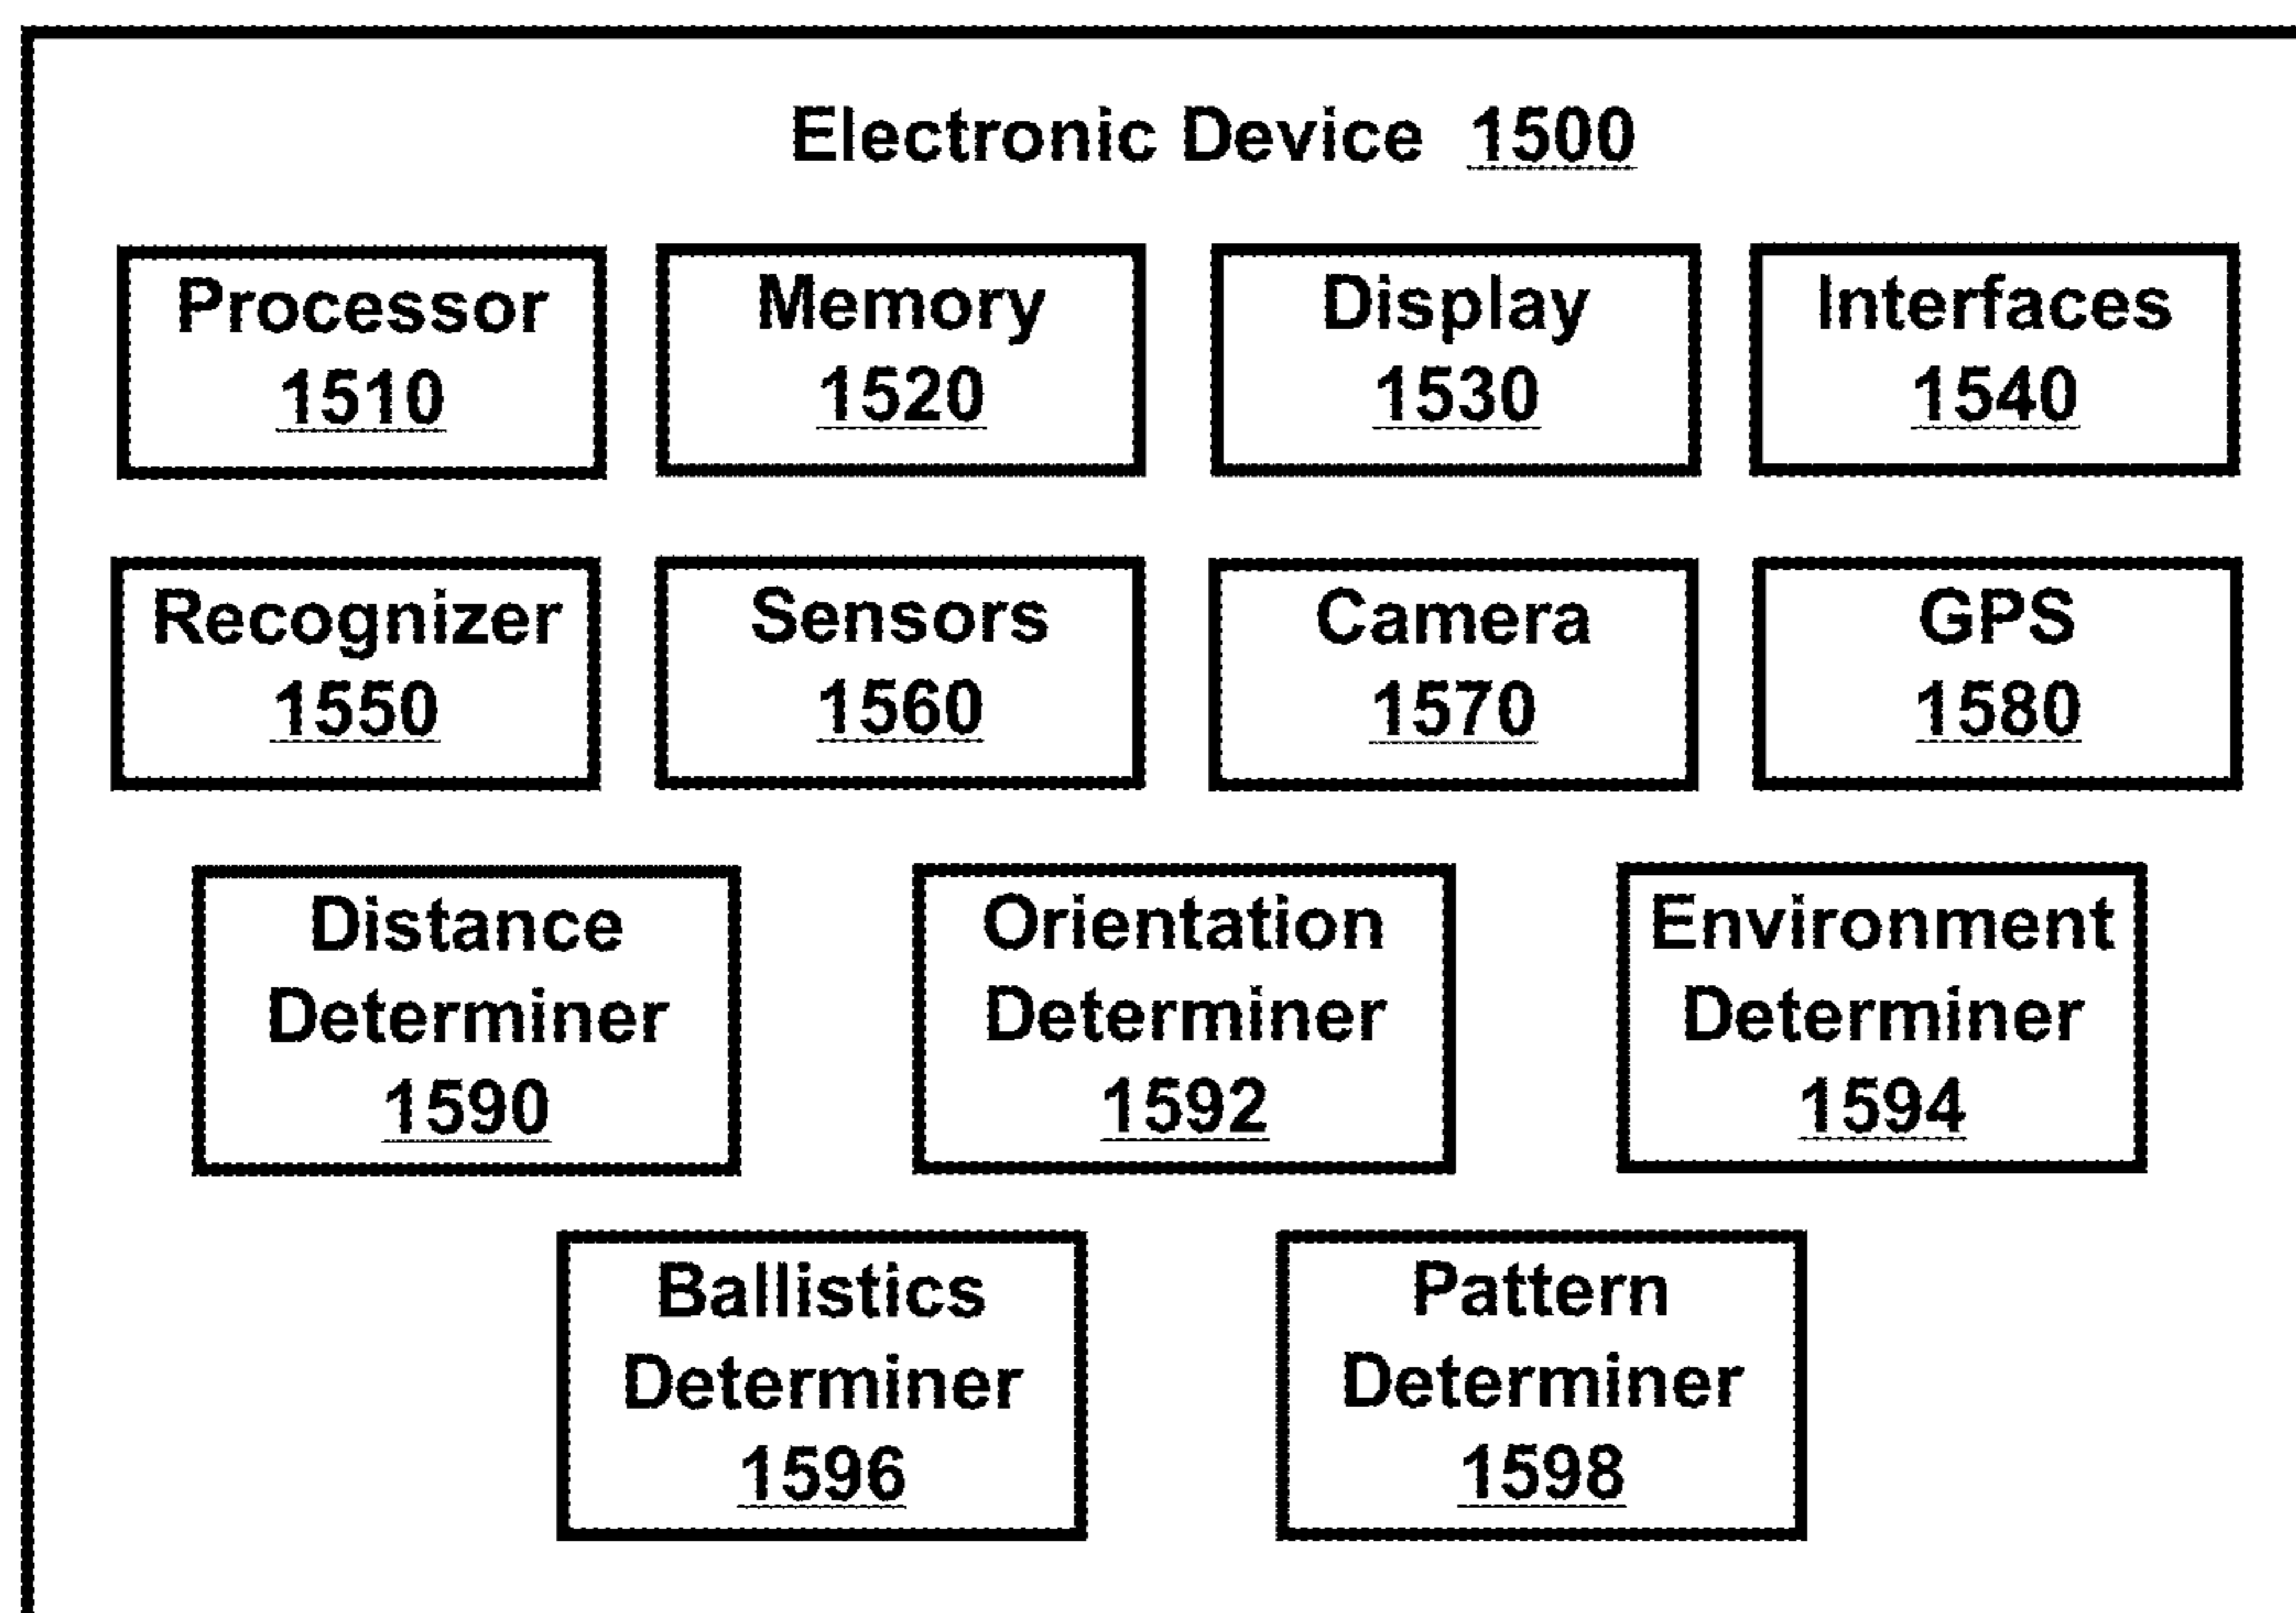 Electronic Device 1500
Processor
1510
Memory
1520
Display
1530
Interfaces
1540
Recognizer
1550
Sensors
1560
Camera
1570
GPS
1580
Distance
Determiner
1590
Orientation
Determiner
1592
Environment
Determiner
1594
Ballistics
Determiner
1596
Pattern
Determiner
1598